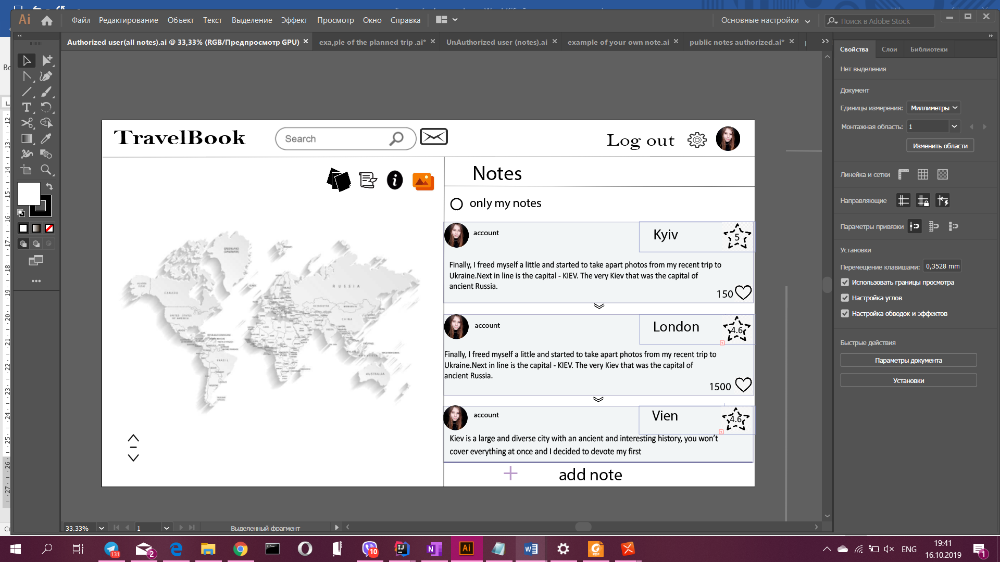 Ai Файл Редактирование Объект Текст Выделение Эффект Просмотр Окно Справка Основные настройки Поиск в Adobe Stock
Authorized user(all notes).ai @ 33,33% (RGB/Предпросмотр GPU) exa,ple of the planned trip .ai* UnAuthorized user (notes).ai example of your own note.ai public notes authorized.ai*
Свойства Слои Библиотеки
Нет выделения
Документ
Единицы измерения: Миллиметры
Монтажная область: 1
Изменить области
Линейка и сетки
Направляющие
Параметры привязки
Установки
Перемещение клавишами: 0,3528 mm
Использовать границы просмотра
Настройка углов
Настройка обводок и эффектов
Быстрые действия
Параметры документа
Установки
TravelBook Search Log out
Notes
only my notes
account Kyiv 5
Finally, I freed myself a little and started to take apart photos from my recent trip to
Ukraine.Next in line is the capital - KIEV. The very Kiev that was the capital of
ancient Russia.
150
account London 4.6
Finally, I freed myself a little and started to take apart photos from my recent trip to
Ukraine.Next in line is the capital - KIEV. The very Kiev that was the capital of
ancient Russia.
1500
account Vien 4.6
Kiev is a large and diverse city with an ancient and interesting history, you won't
cover everything at once and I decided to devote my first
+ add note
GREENLAND
CANADA
RUSSIA
UNITED STATES
CHINA
BRAZIL
AUSTRALIA
33,33% 1 Выделенный фрагмент
131 2 10 Ai ENG 19:41
16.10.2019 1